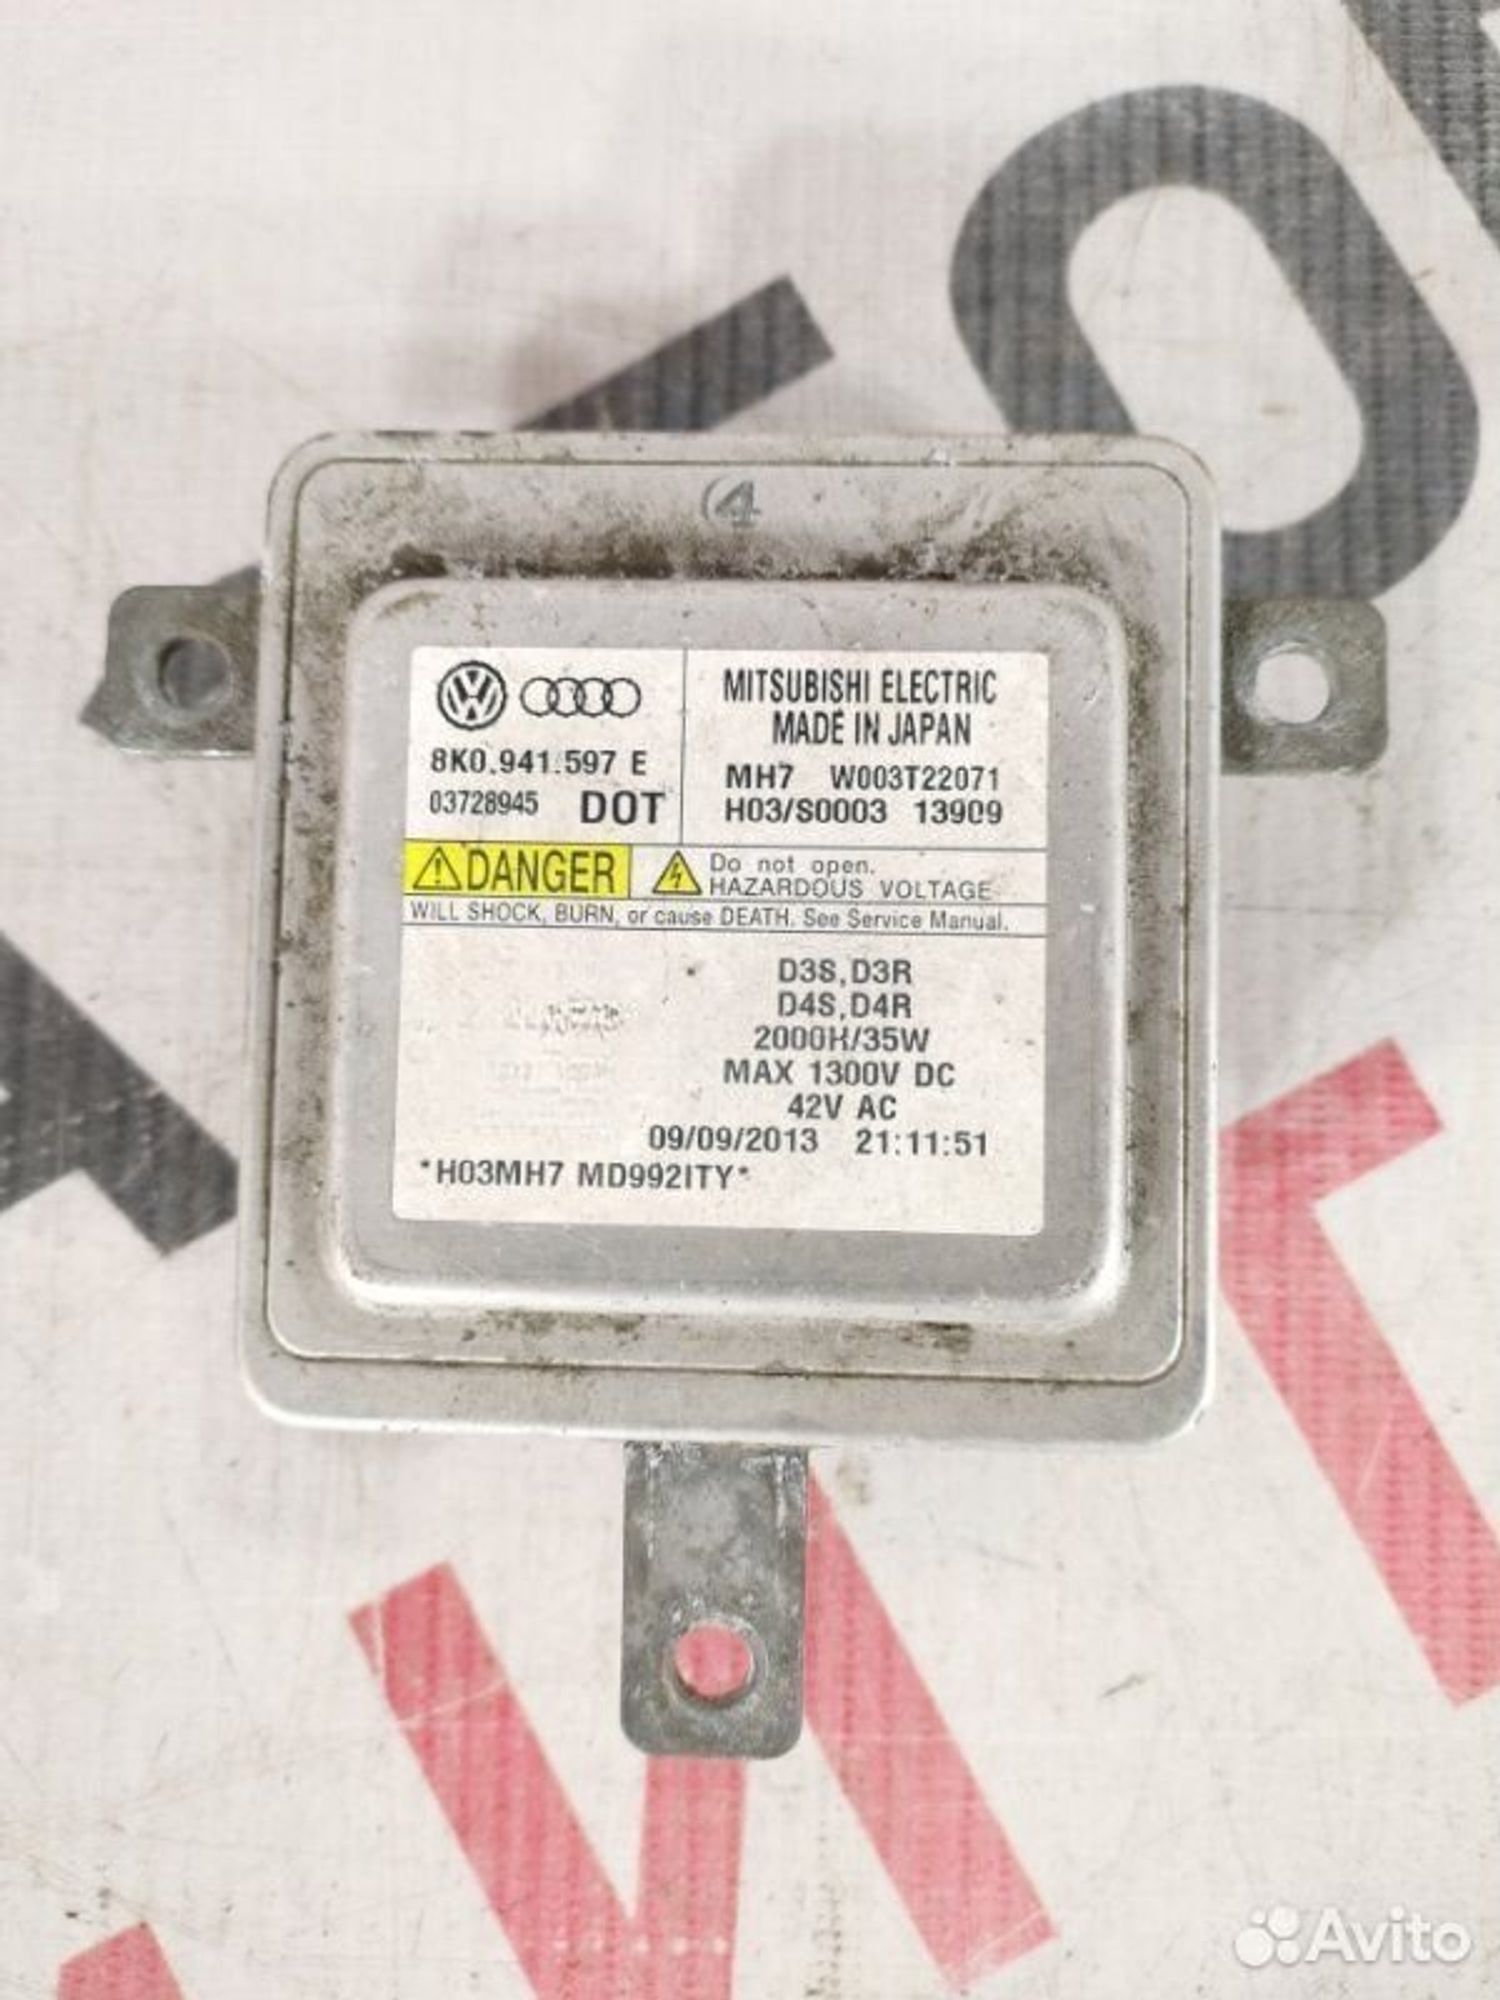 4
MITSUBISHI ELECTRIC
MADE IN JAPAN
8K0.941.597 E
03728945 DOT
MH7 W003T22071
H03/S0003 13909
DANGER
Do not open.
HAZARDOUS VOLTAGE
WILL SHOCK, BURN, or cause DEATH. See Service Manual.
D3S,D3R
D4S,D4R
2000H/35W
MAX 1300V DC
42V AC
09/09/2013 21:11:51
*H03MH7 MD992ITY*
Avito